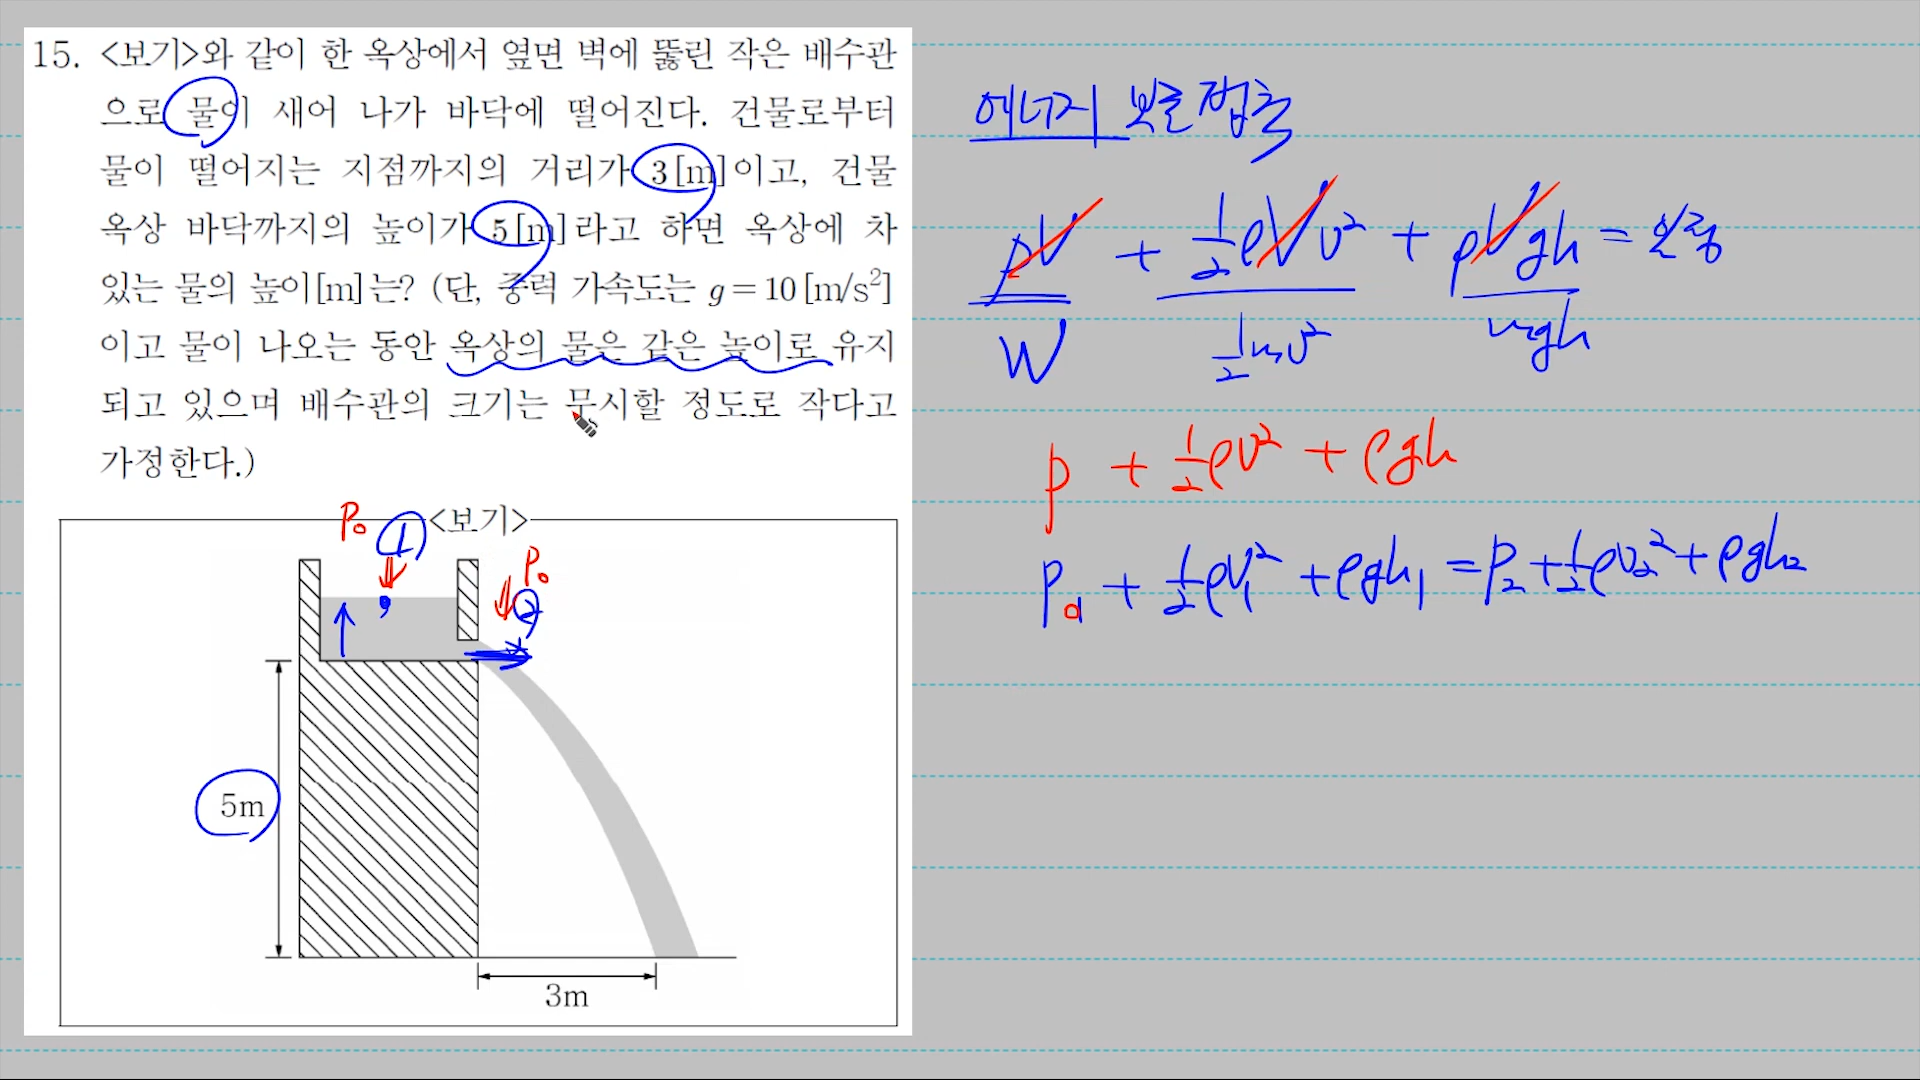 15. <보기>와 같이 한 옥상에서 옆면 벽에 뚫린 작은 배수관
으로 물이 새어 나가 바닥에 떨어진다. 건물로부터
물이 떨어지는 지점까지의 거리가 3[m]이고, 건물
옥상 바닥까지의 높이가 5[m]라고 하면 옥상에 차
있는 물의 높이[m]는? (단, 중력 가속도는 g=10[m/s²]
이고 물이 나오는 동안 옥상의 물은 같은 높이로 유지
되고 있으며 배수관의 크기는 무시할 정도로 작다고
가정한다.)
<보기>
P₀ ①
P₀ ②
5m
3m
에너지 보존 법칙
pV + ½ρVv² + ρVgh = 일정
W ½mv² mgh
p + ½ρv² + ρgh
P₀ + ½ρv₁² + ρgh₁ = P₂ + ½ρv₂² + ρgh₂